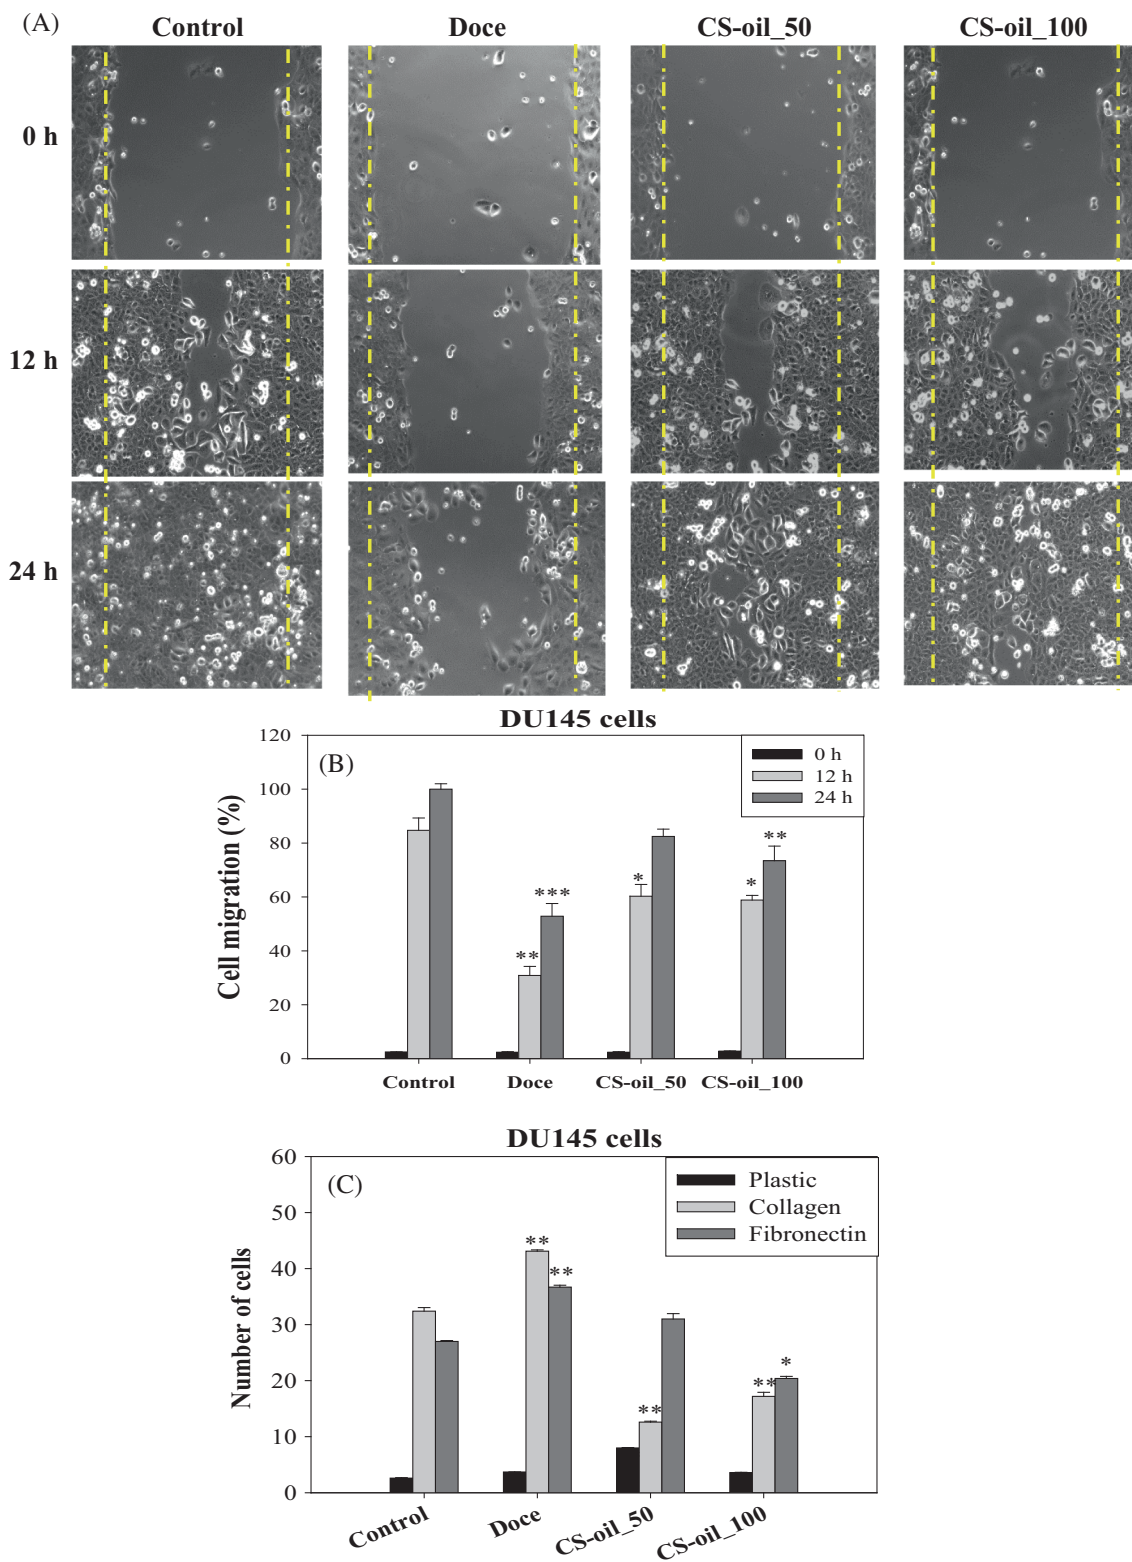 (A)
Control Doce CS-oil_50 CS-oil_100
0 h
12 h
24 h
DU145 cells
(B)
Cell migration (%)
120
100
80
60
40
20
0
0 h
12 h
24 h
** *** * * **
Control Doce CS-oil_50 CS-oil_100
DU145 cells
(C)
Number of cells
60
50
40
30
20
10
0
Plastic
Collagen
Fibronectin
** ** ** ** *
Control Doce CS-oil_50 CS-oil_100